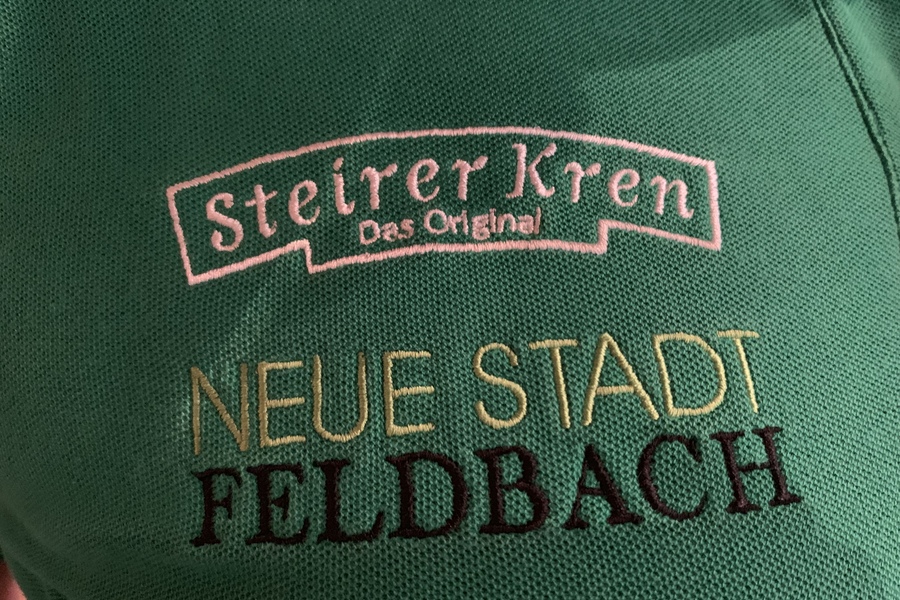 Steirer Kren
Das Original
NEUE STADT
FELDBACH